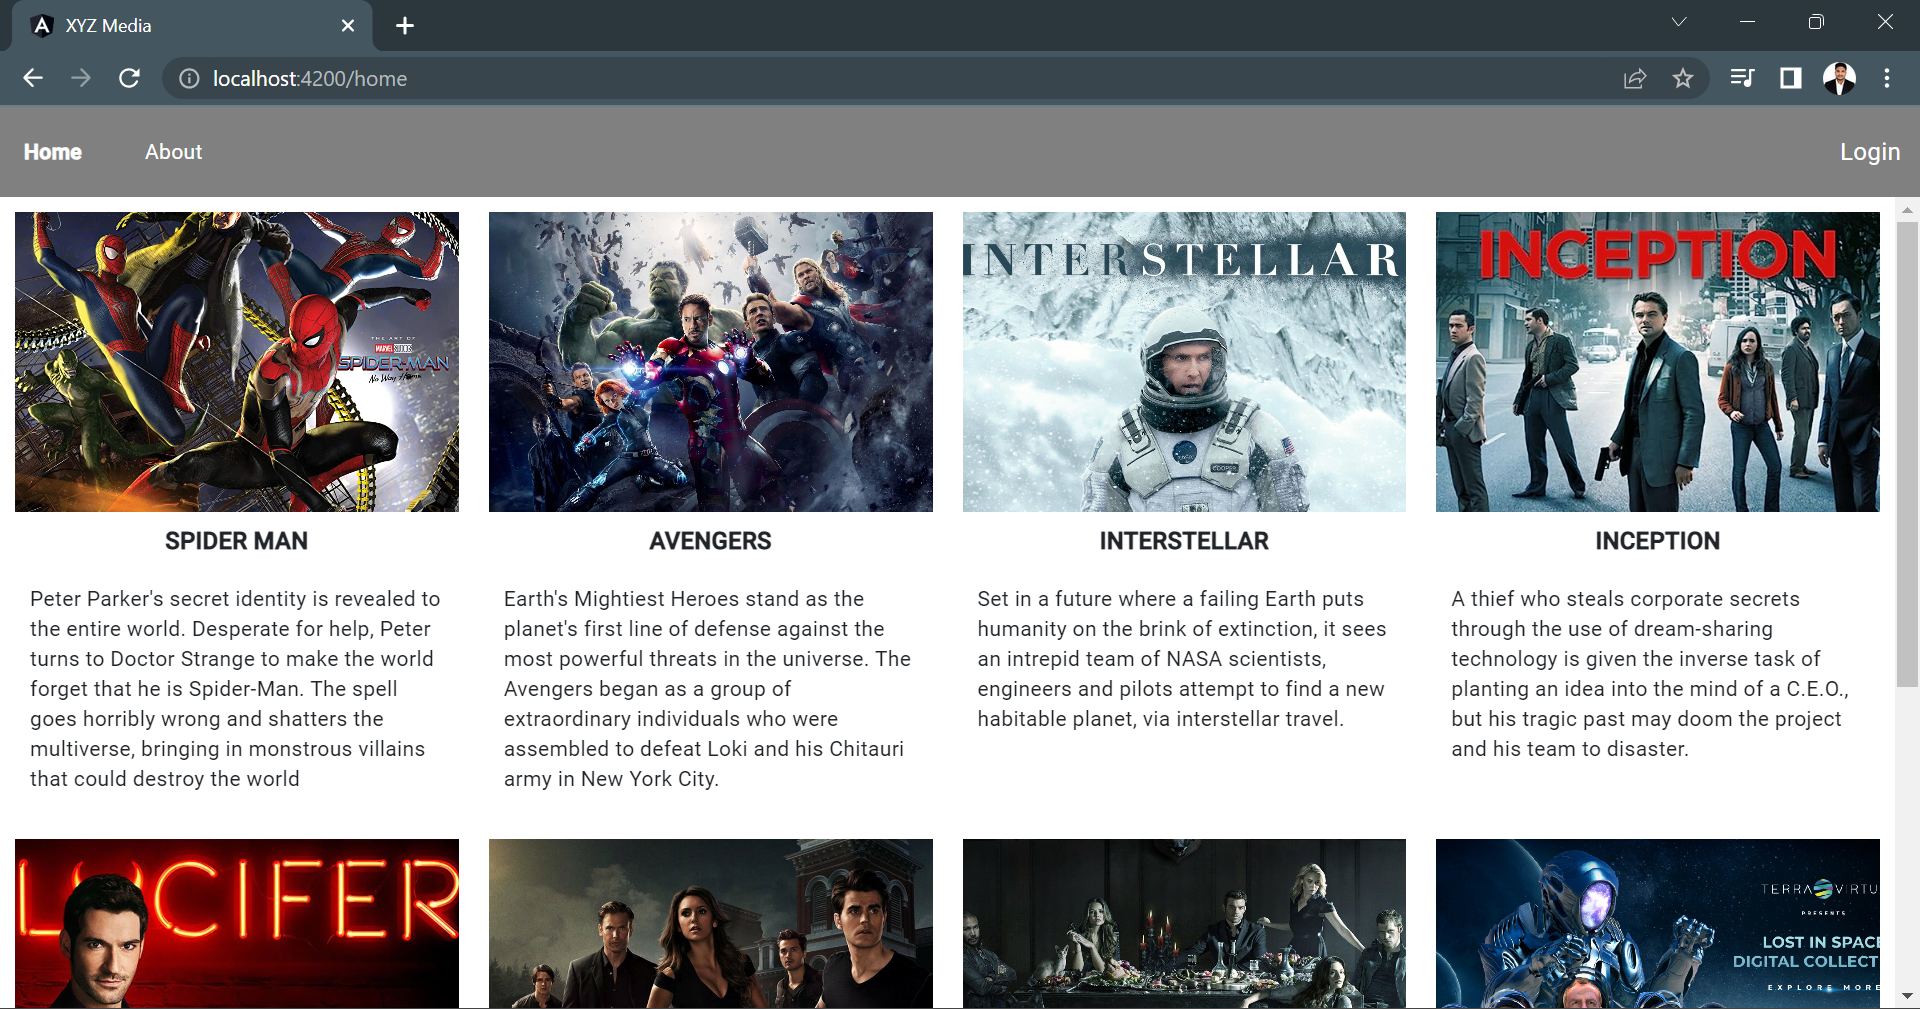 XYZ Media
localhost:4200/home
Home
About
Login
THE ART OF
MARVEL STUDIOS
SPIDER-MAN
No Way Home
INTERSTELLAR
COOPER
INCEPTION
SPIDER MAN
AVENGERS
INTERSTELLAR
INCEPTION
Peter Parker's secret identity is revealed to
the entire world. Desperate for help, Peter
turns to Doctor Strange to make the world
forget that he is Spider-Man. The spell
goes horribly wrong and shatters the
multiverse, bringing in monstrous villains
that could destroy the world
Earth's Mightiest Heroes stand as the
planet's first line of defense against the
most powerful threats in the universe. The
Avengers began as a group of
extraordinary individuals who were
assembled to defeat Loki and his Chitauri
army in New York City.
Set in a future where a failing Earth puts
humanity on the brink of extinction, it sees
an intrepid team of NASA scientists,
engineers and pilots attempt to find a new
habitable planet, via interstellar travel.
A thief who steals corporate secrets
through the use of dream-sharing
technology is given the inverse task of
planting an idea into the mind of a C.E.O.,
but his tragic past may doom the project
and his team to disaster.
LUCIFER
TERRA VIRTU
PRESENTS
LOST IN SPACE
DIGITAL COLLECT
EXPLORE MORE